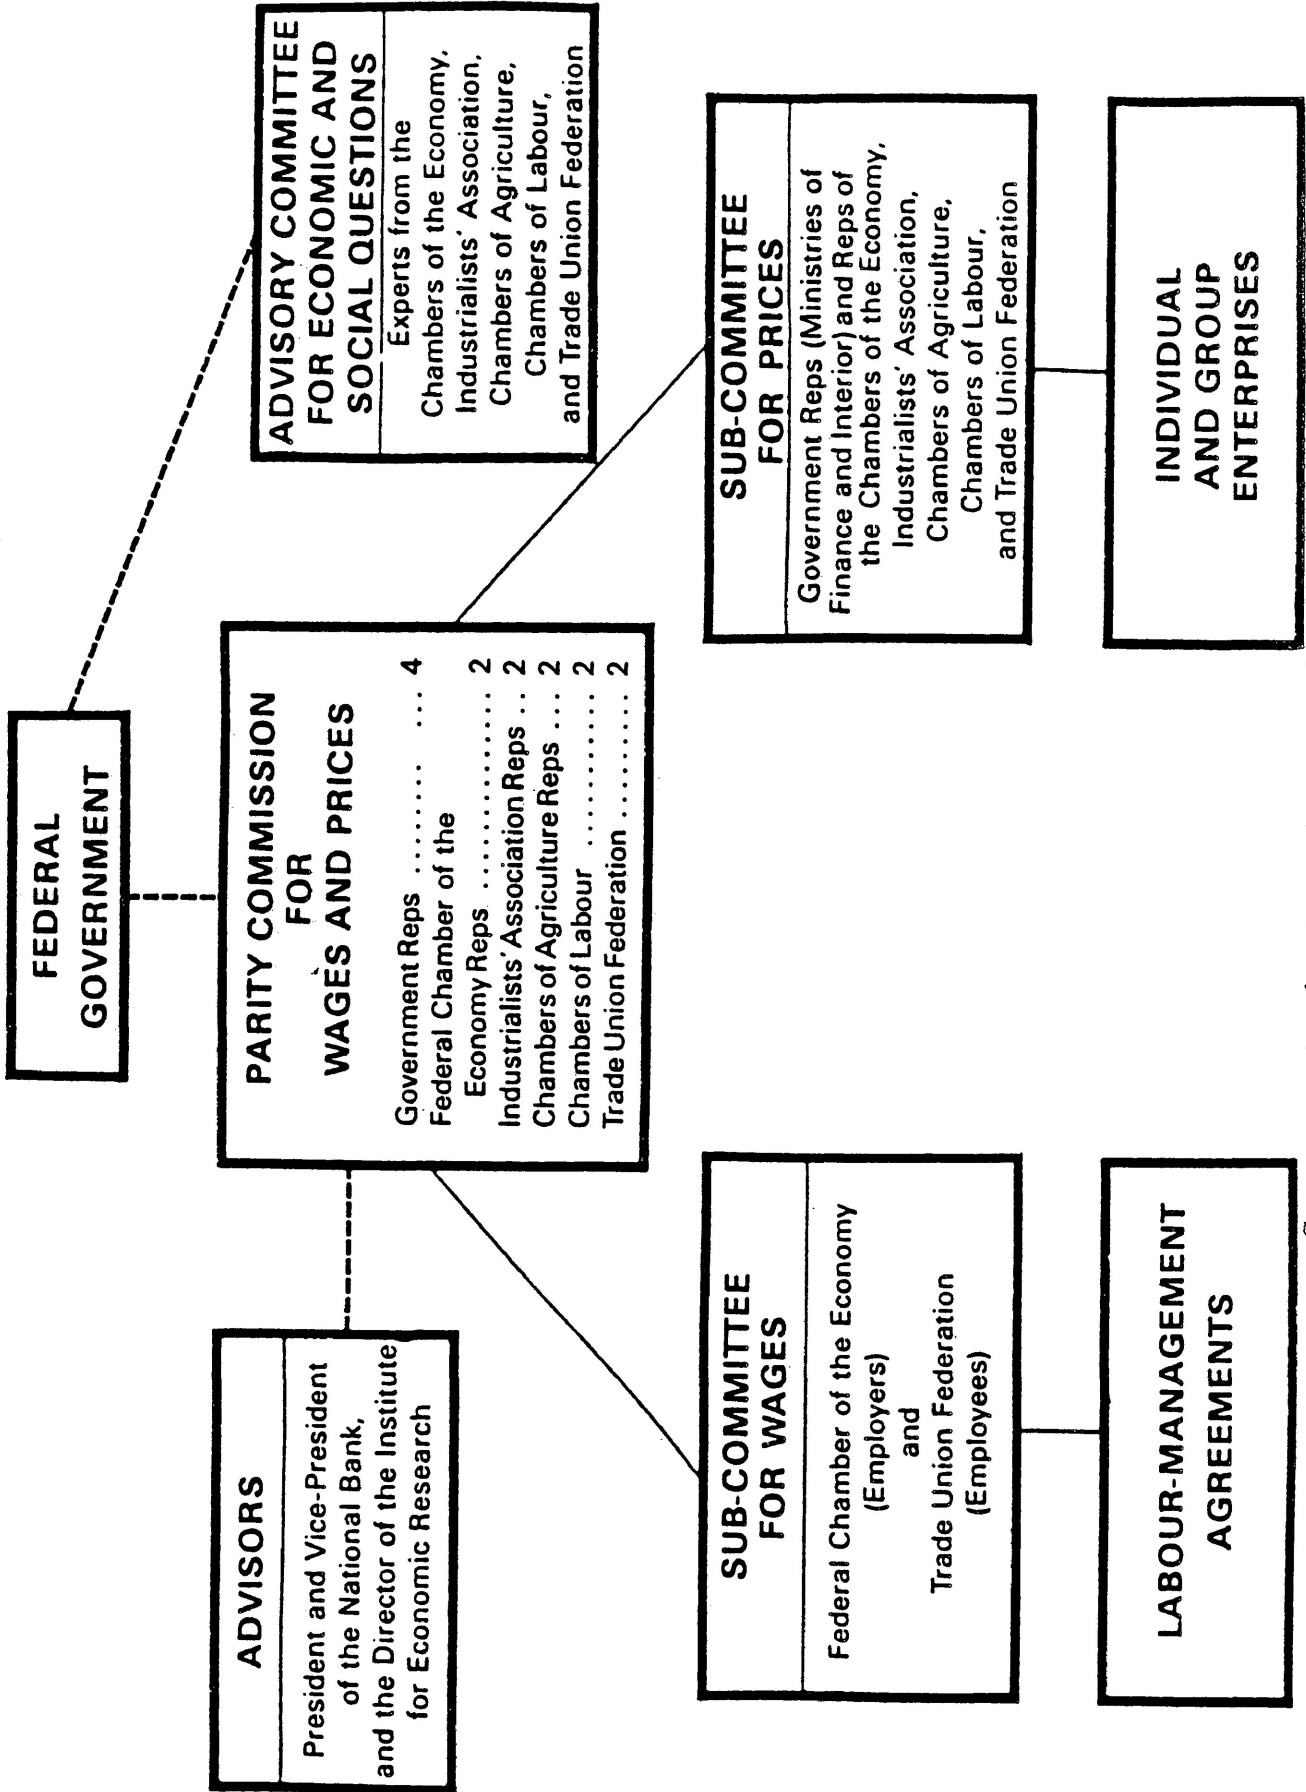 FEDERAL
GOVERNMENT
ADVISORS
President and Vice-President
of the National Bank,
and the Director of the Institute
for Economic Research
PARITY COMMISSION
FOR
WAGES AND PRICES
Government Reps ........ ... 4
Federal Chamber of the
Economy Reps ............ 2
Industrialists' Association Reps .. 2
Chambers of Agriculture Reps ... 2
Chambers of Labour .......... 2
Trade Union Federation ........ 2
ADVISORY COMMITTEE
FOR ECONOMIC AND
SOCIAL QUESTIONS
Experts from the
Chambers of the Economy,
Industrialists' Association,
Chambers of Agriculture,
Chambers of Labour,
and Trade Union Federation
SUB-COMMITTEE
FOR WAGES
Federal Chamber of the Economy
(Employers)
and
Trade Union Federation
(Employees)
SUB-COMMITTEE
FOR PRICES
Government Reps (Ministries of
Finance and Interior) and Reps of
the Chambers of the Economy,
Industrialists' Association,
Chambers of Agriculture,
Chambers of Labour,
and Trade Union Federation
LABOUR-MANAGEMENT
AGREEMENTS
INDIVIDUAL
AND GROUP
ENTERPRISES